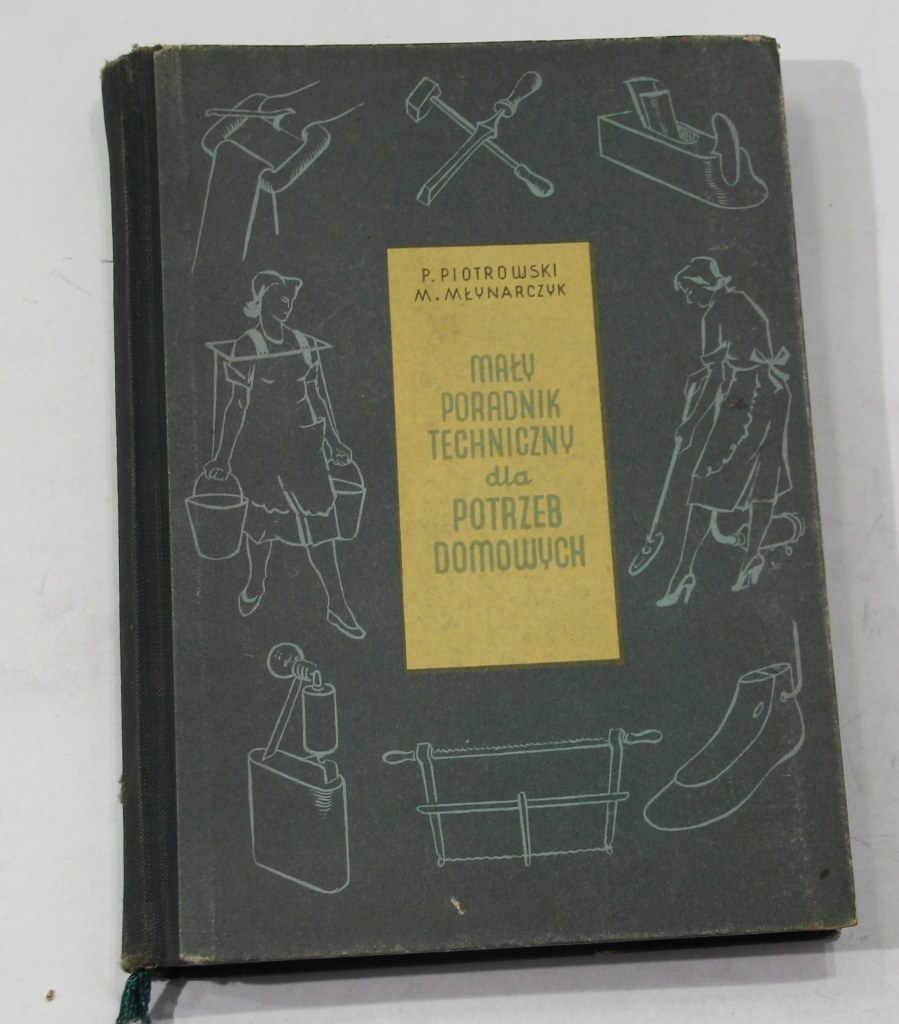 P. PIOTROWSKI
M. MŁYNARCZYK
MAŁY
PORADNIK
TECHNICZNY
dla
POTRZEB
DOMOWYCH